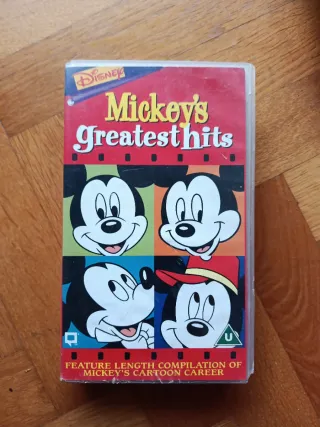 Disney
Mickey's
greatest hits
U
FEATURE LENGTH COMPILATION OF
MICKEY'S CARTOON CAREER